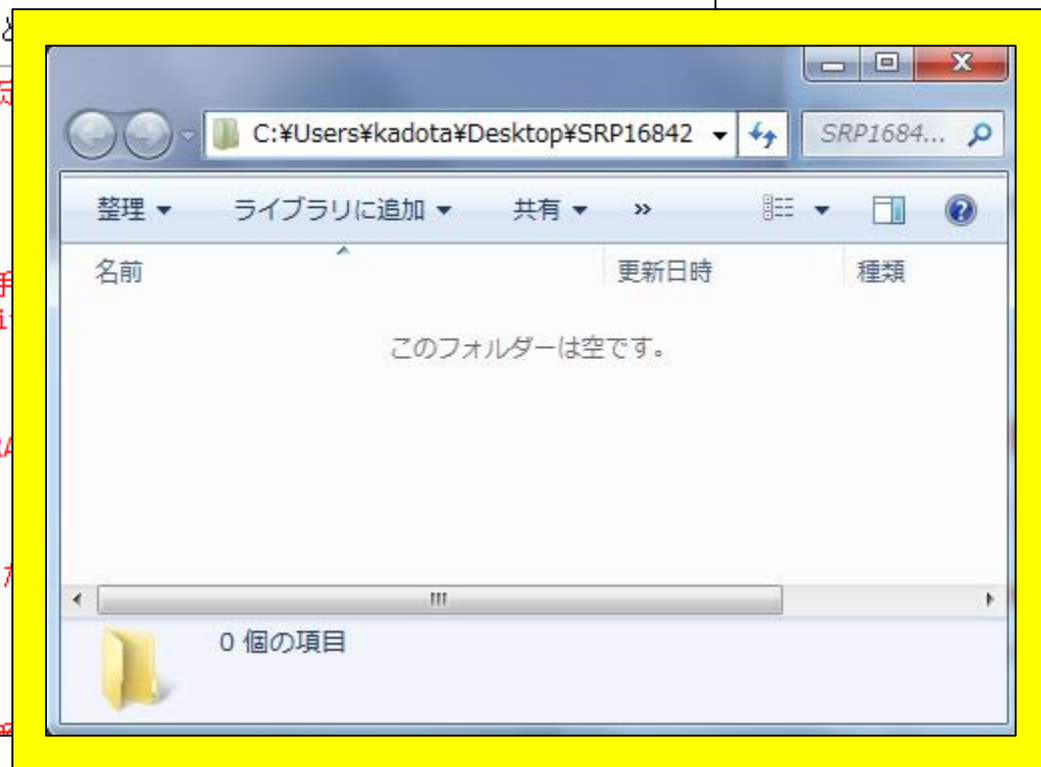 C:¥Users¥kadota¥Desktop¥SRP16842
SRP1684...
整理 ライブラリに追加 共有 »
名前 更新日時 種類
このフォルダーは空です。
0 個の項目